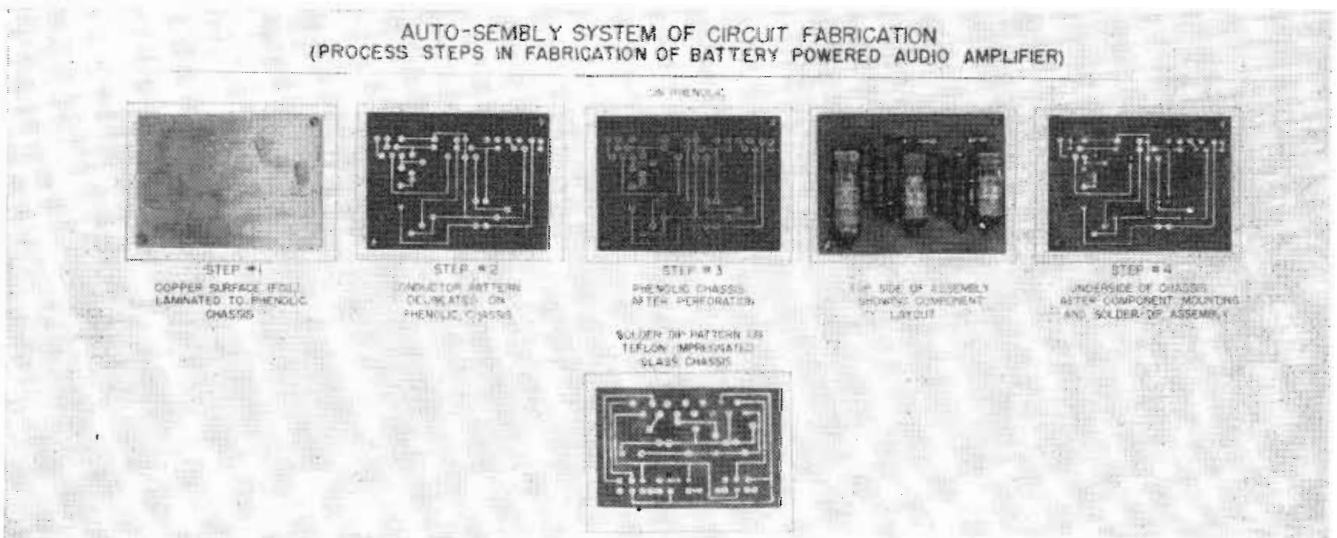 AUTO-SEMBLY SYSTEM OF CIRCUIT FABRICATION
(PROCESS STEPS IN FABRICATION OF BATTERY POWERED AUDIO AMPLIFIER)
ON PHENOLIC
STEP #1
COPPER SURFACE (FOIL)
LAMINATED TO PHENOLIC
CHASSIS
STEP #2
CONDUCTOR PATTERN
DELINEATED ON
PHENOLIC CHASSIS
STEP #3
PHENOLIC CHASSIS
AFTER PERFORATION
TOP SIDE OF ASSEMBLY
SHOWING COMPONENT
LAYOUT
STEP #4
UNDERSIDE OF CHASSIS
AFTER COMPONENT MOUNTING
AND SOLDER-DIP ASSEMBLY
SOLDER DIP PATTERN ON
TEFLON IMPREGNATED
GLASS CHASSIS